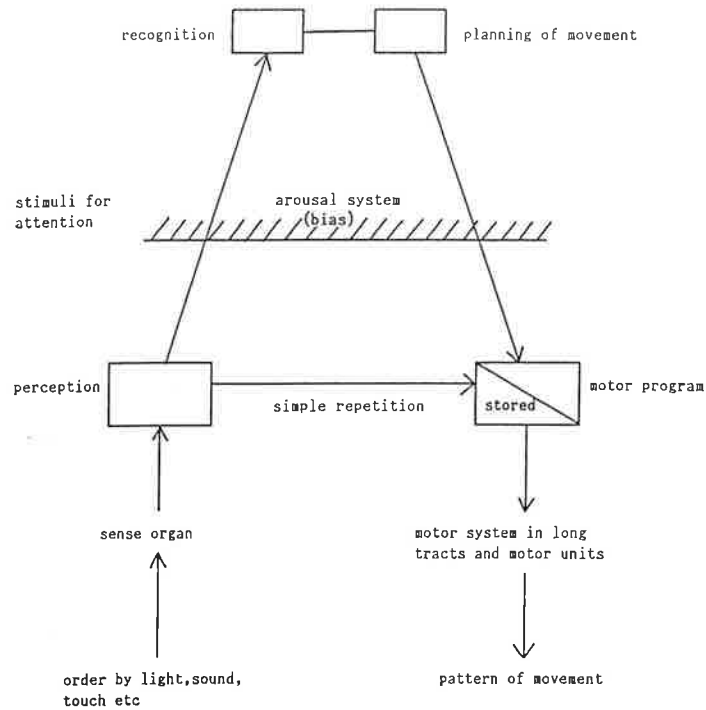 recognition
planning of movement
stimuli for
attention
arousal system
(bias)
perception
simple repetition
stored
motor program
sense organ
motor system in long
tracts and motor units
order by light,sound,
touch etc
pattern of movement